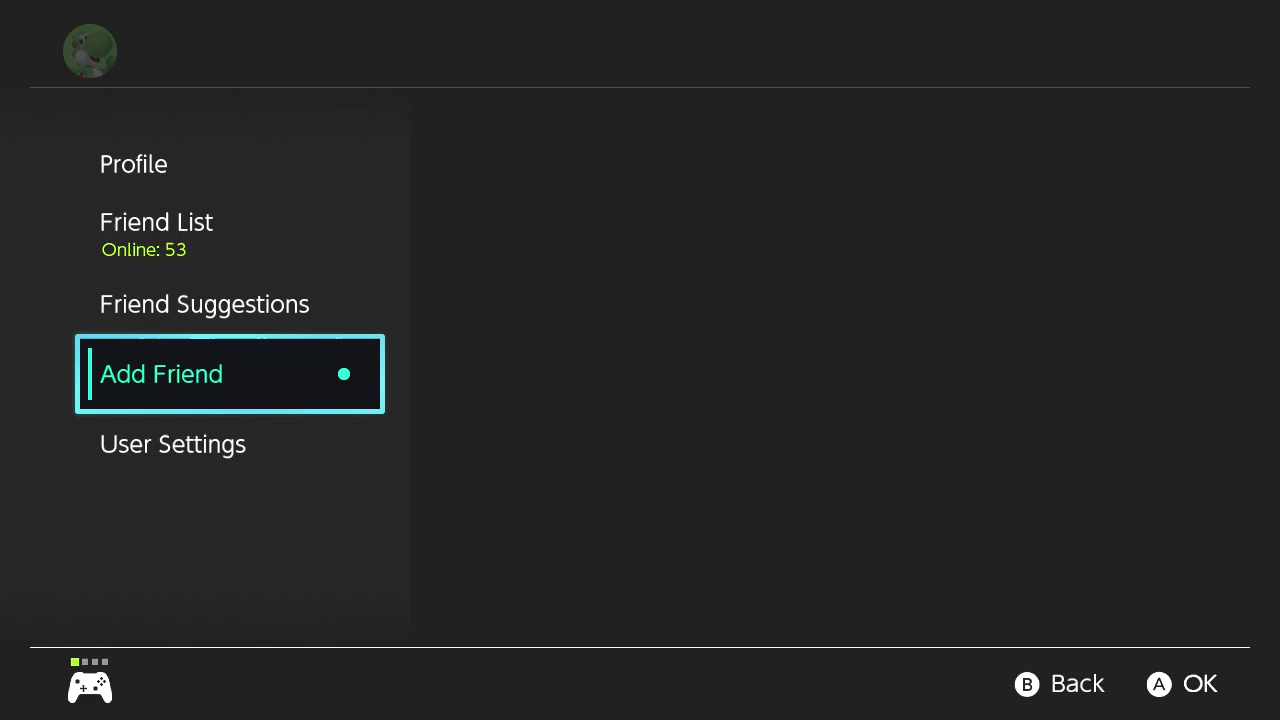 Profile
Friend List
Online: 53
Friend Suggestions
Add Friend
User Settings
B Back A OK